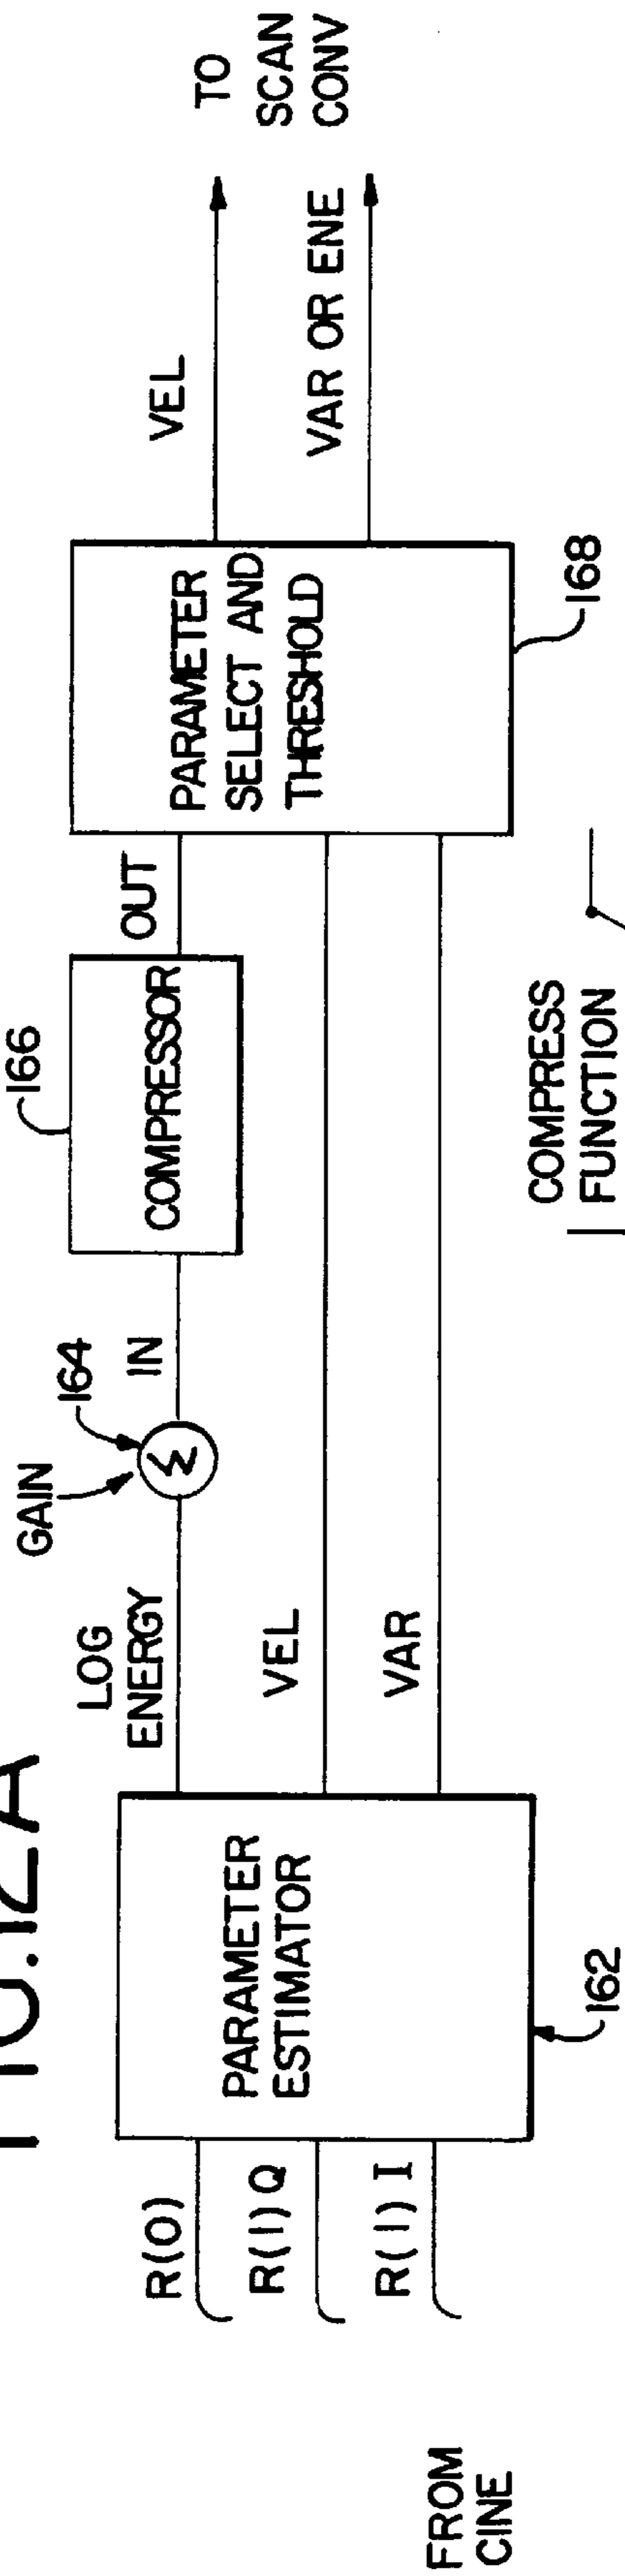 FIG.12A
FROM
CINE
R(0)
R(1)Q
R(1)I
PARAMETER
ESTIMATOR
162
LOG
ENERGY
VEL
VAR
GAIN
164
Σ
IN
166
COMPRESSOR
OUT
PARAMETER
SELECT AND
THRESHOLD
168
VEL
VAR OR ENE
TO
SCAN
CONV
COMPRESS
FUNCTION